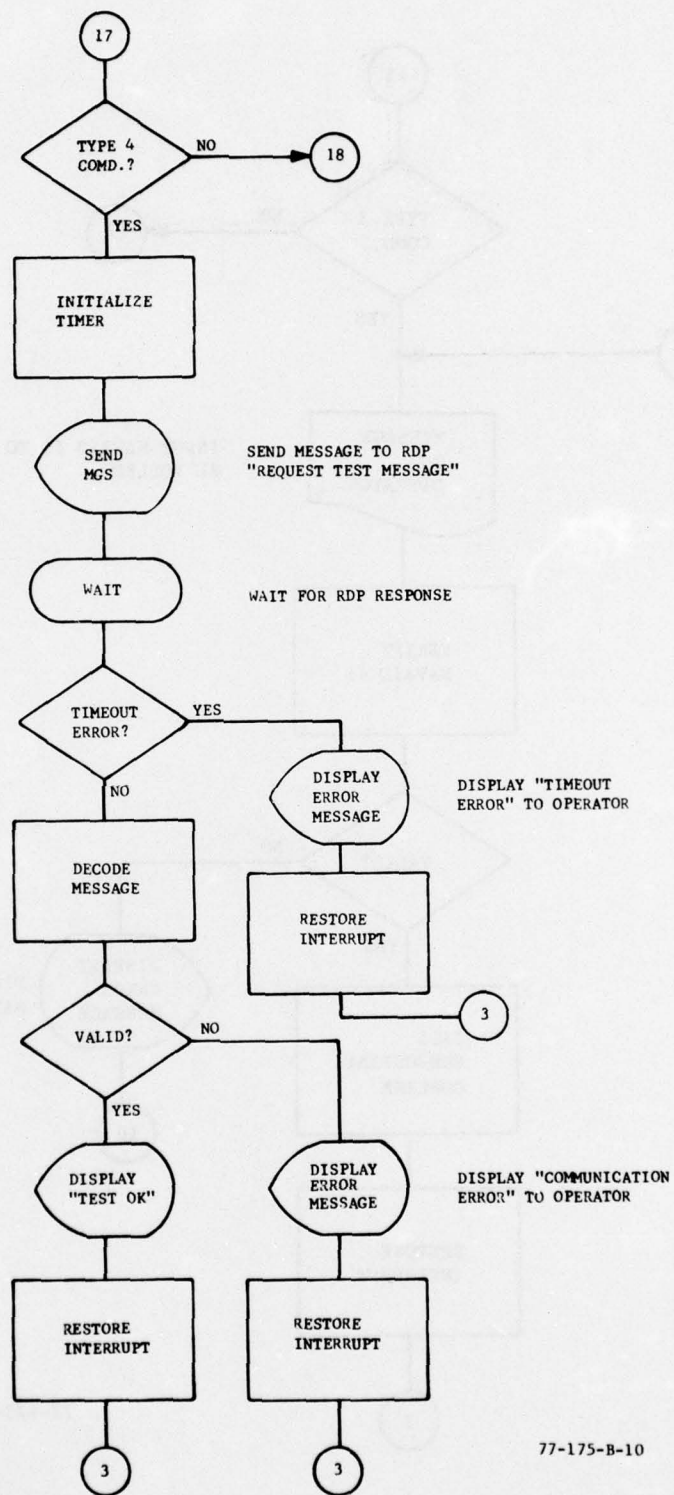 17
TYPE 4
COMD.?
NO
18
YES
INITIALIZE
TIMER
SEND
MGS
SEND MESSAGE TO RDP
"REQUEST TEST MESSAGE"
WAIT
WAIT FOR RDP RESPONSE
TIMEOUT
ERROR?
YES
NO
DISPLAY
ERROR
MESSAGE
DISPLAY "TIMEOUT
ERROR" TO OPERATOR
DECODE
MESSAGE
RESTORE
INTERRUPT
3
VALID?
NO
YES
DISPLAY
"TEST OK"
DISPLAY
ERROR
MESSAGE
DISPLAY "COMMUNICATION
ERROR" TO OPERATOR
RESTORE
INTERRUPT
RESTORE
INTERRUPT
3
3
77-175-B-10